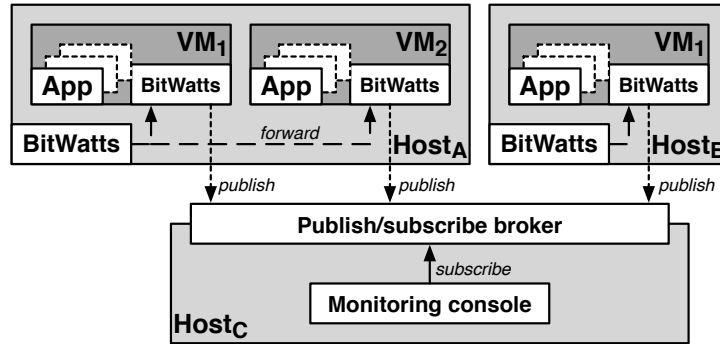 VM1
VM2
VM1
App
BitWatts
App
BitWatts
App
BitWatts
BitWatts
forward
HostA
BitWatts
HostB
publish
publish
publish
Publish/subscribe broker
subscribe
Monitoring console
HostC